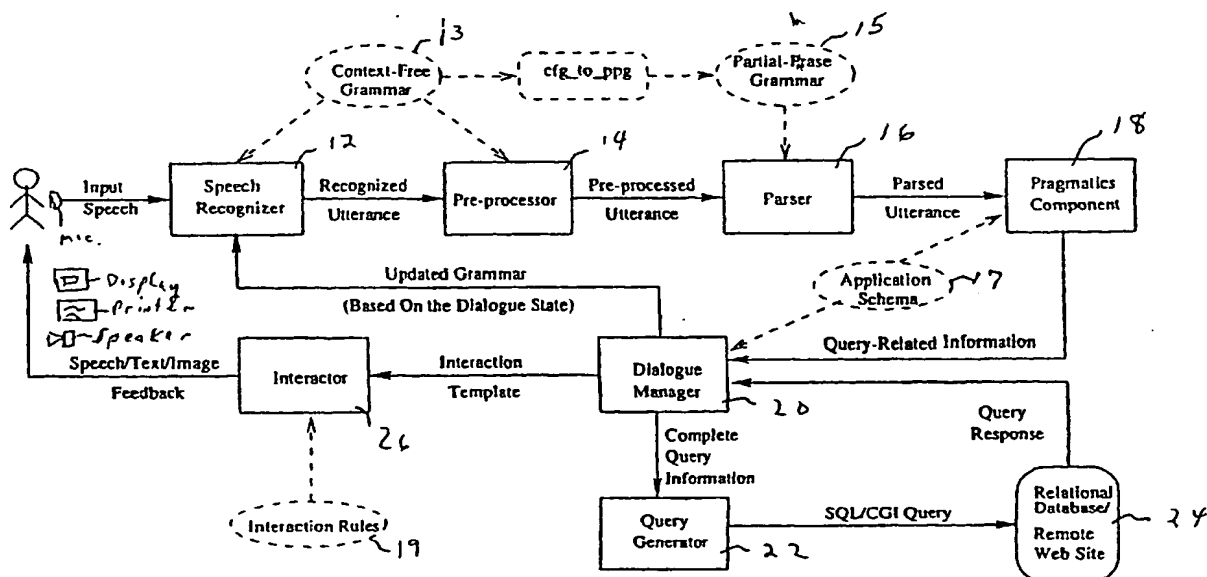 13
15
Context-Free
Grammar
cfg_to_ppg
Partial-Prase
Grammar
12
14
16
18
Input
Speech
Speech
Recognizer
Recognized
Utterance
Pre-processor
Pre-processed
Utterance
Parser
Parsed
Utterance
Pragmatics
Component
mic.
Display
Printer
Speaker
Updated Grammar
(Based On the Dialogue State)
Application
Schema
17
Speech/Text/Image
Feedback
Interactor
26
Interaction
Template
Dialogue
Manager
20
Query-Related Information
Query
Response
Complete
Query
Information
Interaction Rules
19
Query
Generator
22
SQL/CGI Query
Relational
Database/
Remote
Web Site
24